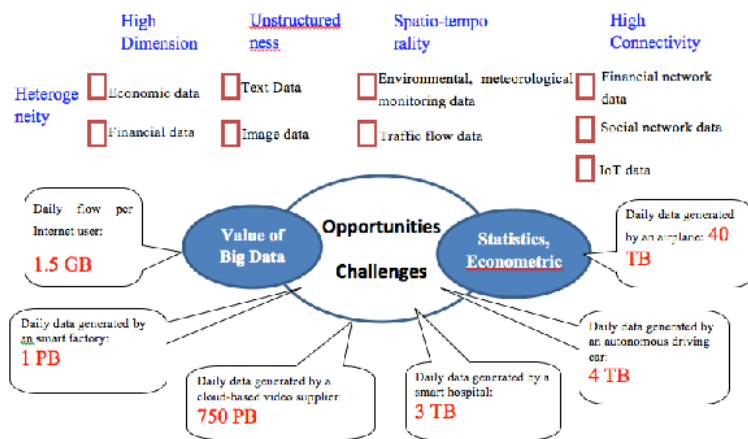 High
Dimension
Unstructured
ness
Spatio-tempo
rality
High
Connectivity
Heteroge
neity
Economic data
Financial data
Text Data
Image data
Environmental, meteorological
monitoring data
Traffic flow data
Financial network
data
Social network data
IoT data
Daily flow per
Internet user:
1.5 GB
Value of
Big Data
Opportunities
Challenges
Statistics,
Econometric
Daily data generated
by an airplane: 40
TB
Daily data generated by
an smart factory:
1 PB
Daily data generated by a
cloud-based video supplier:
750 PB
Daily data generated by a
smart hospital:
3 TB
Daily data generated by
an autonomous driving
car:
4 TB